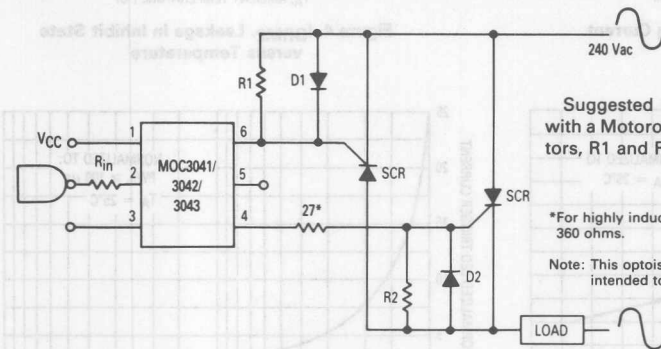 240 Vac
R1
D1
VCC
Rin
1
2
3
MOC3041/
3042/
3043
6
5
4
SCR
SCR
27*
R2
D2
LOAD
Suggested
with a Motoro
tors, R1 and
*For highly induc
360 ohms.
Note: This optois
intended to